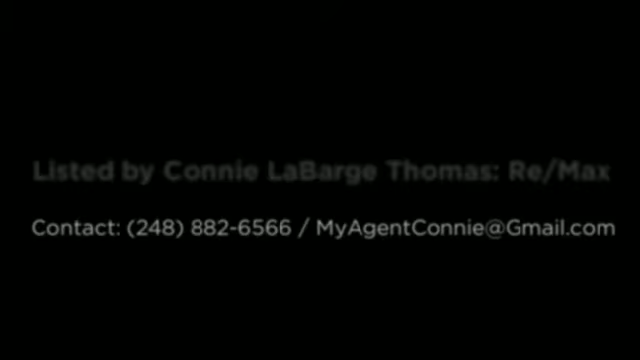 Listed by Connie LaBarge Thomas: Re/Max
Contact: (248) 882-6566 / MyAgentConnie@Gmail.com